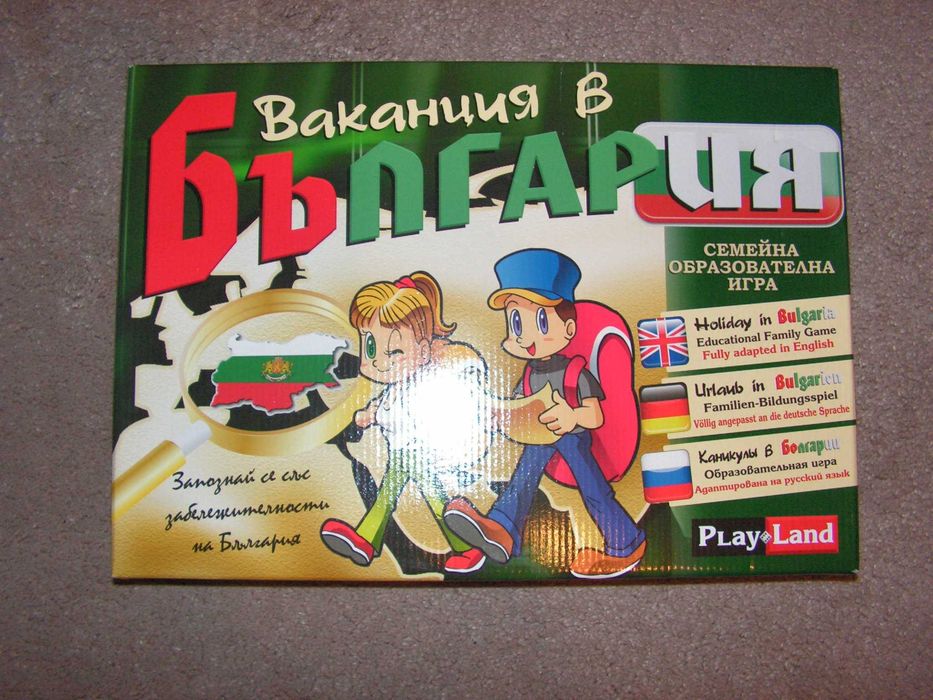 Ваканция в
България
СЕМЕЙНА
ОБРАЗОВАТЕЛНА
ИГРА
Holiday in Bulgaria
Educational Family Game
Fully adapted in English
Urlaub in Bulgarien
Familien-Bildungsspiel
Völlig angepasst an die deutsche Sprache
Каникулы в Болгарии
Образовательная игра
Адаптирована на русский язык
Запознай се със
забележителности
на България
PLAY LAND